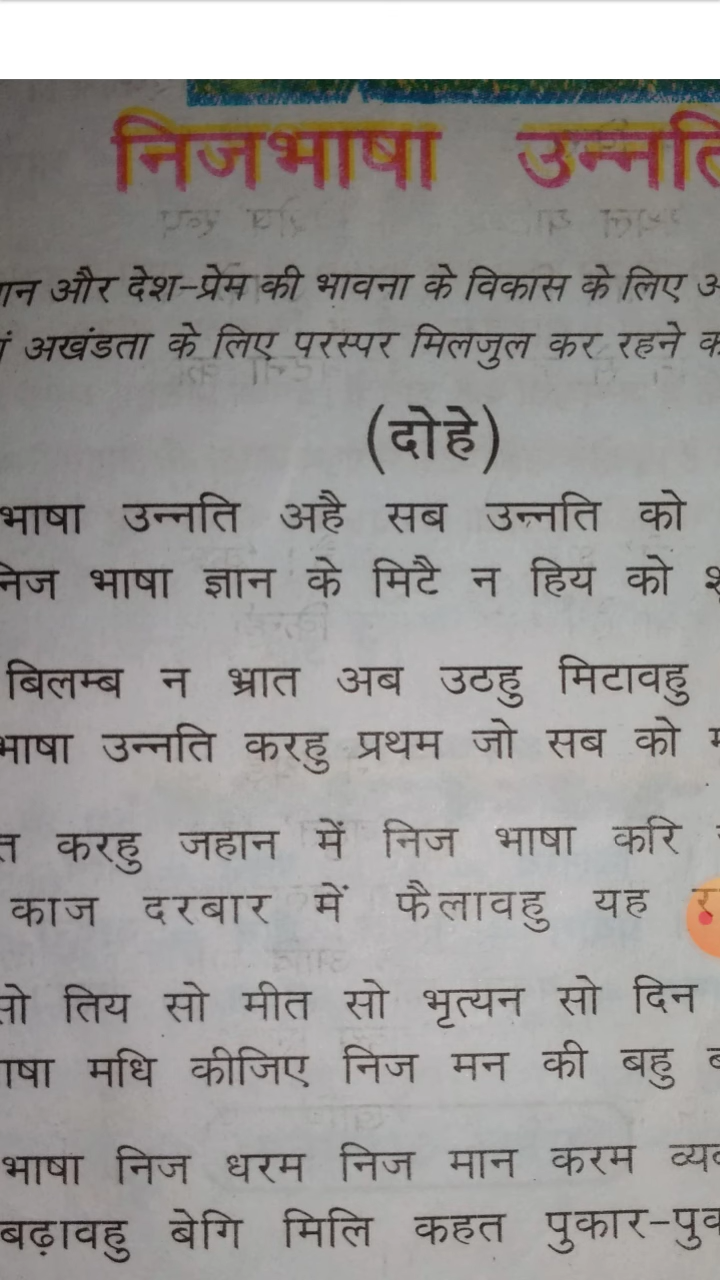 निजभाषा उन्नति
और देश-प्रेम की भावना के विकास के लिए
अखंडता के लिए परस्पर मिलजुल कर रहने
(दोहे)
भाषा उन्नति अहै सब उन्नति को
भाषा ज्ञान के मिटै न हिय को
बिलम्ब न भ्रात अब उठहु मिटावहु
भाषा उन्नति करहु प्रथम जो सब को
करहु जहान में निज भाषा करि
काज दरबार में फैलावहु यह
तिय सो मीत सो भृत्यन सो दिन
मधि कीजिए निज मन की बहु
भाषा निज धरम निज मान करम
बढ़ावहु बेगि मिलि कहत